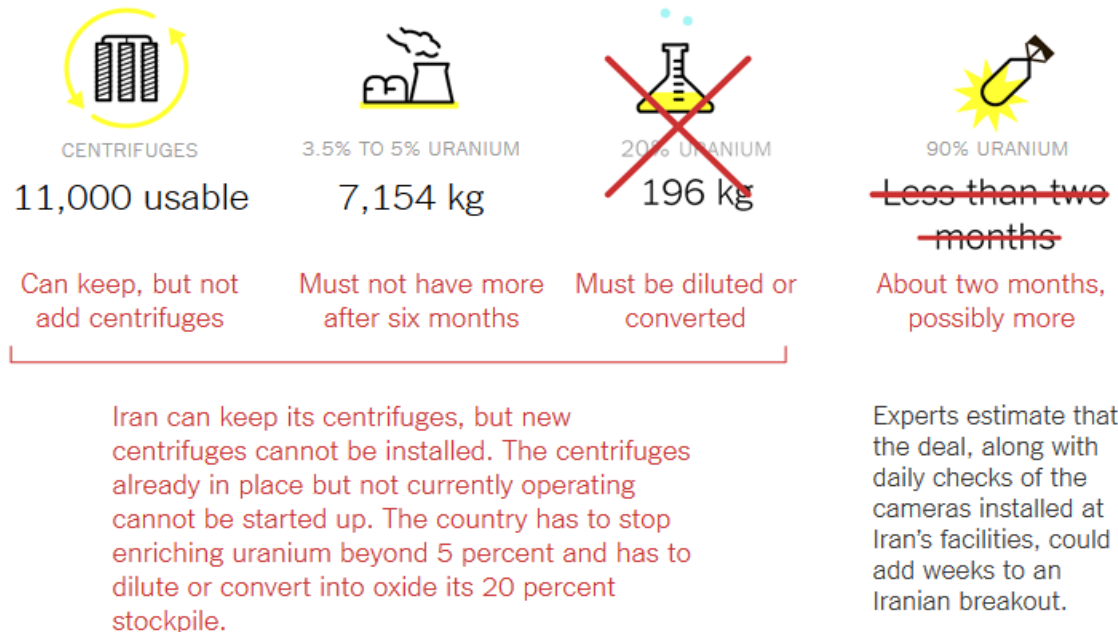 CENTRIFUGES
11,000 usable
Can keep, but not
add centrifuges
3.5% TO 5% URANIUM
7,154 kg
Must not have more
after six months
20% URANIUM
196 kg
Must be diluted or
converted
90% URANIUM
Less than two
months
About two months,
possibly more
Iran can keep its centrifuges, but new
centrifuges cannot be installed. The centrifuges
already in place but not currently operating
cannot be started up. The country has to stop
enriching uranium beyond 5 percent and has to
dilute or convert into oxide its 20 percent
stockpile.
Experts estimate that
the deal, along with
daily checks of the
cameras installed at
Iran’s facilities, could
add weeks to an
Iranian breakout.